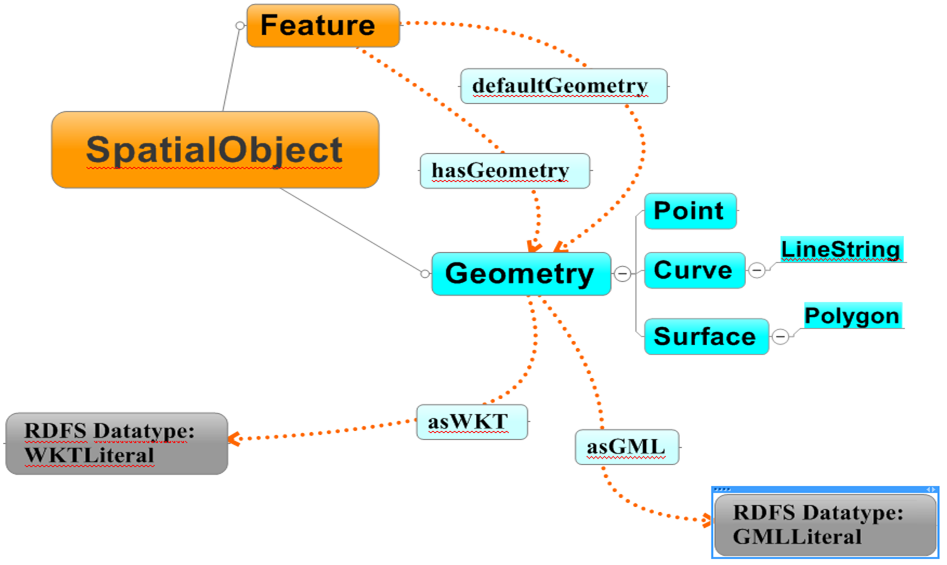 Feature
defaultGeometry
SpatialObject
hasGeometry
Point
LineString
Geometry
Curve
Polygon
Surface
asWKT
RDFS Datatype:
WKTLiteral
asGML
RDFS Datatype:
GMLLiteral